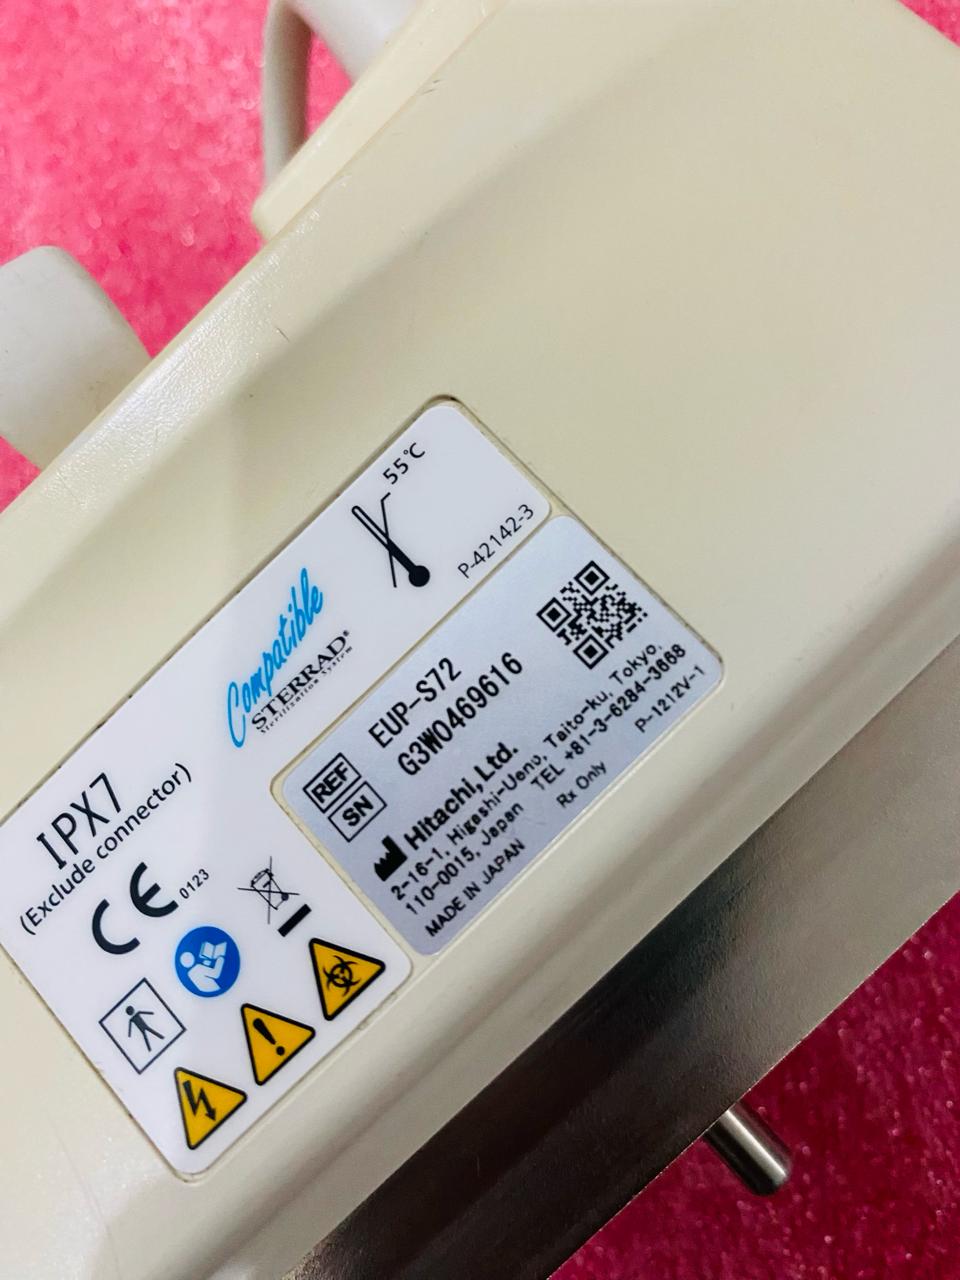 55℃
P-42142-3
Compatible
STERRAD®
Sterilization System
IPX7
(Exclude connector)
CE 0123
REF EUP-S72
SN G3W0469616
Hitachi, Ltd.
2-16-1, Higashi-Ueno, Taito-ku, Tokyo,
110-0015, Japan TEL +81-3-6284-3668
MADE IN JAPAN Rx Only P-1212V-1